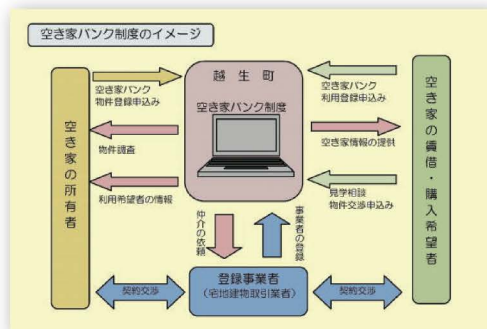 空き家バンク制度のイメージ
越生町
空き家バンク制度
空き家の所有者
空き家バンク
物件登録申込み
物件調査
利用希望者の情報
空き家バンク
利用登録申込み
空き家情報の提供
見学相談
物件交渉申込み
空き家の賃借・購入希望者
仲介の依頼
事業者の登録
契約交渉
登録事業者
(宅地建物取引業者)
契約交渉